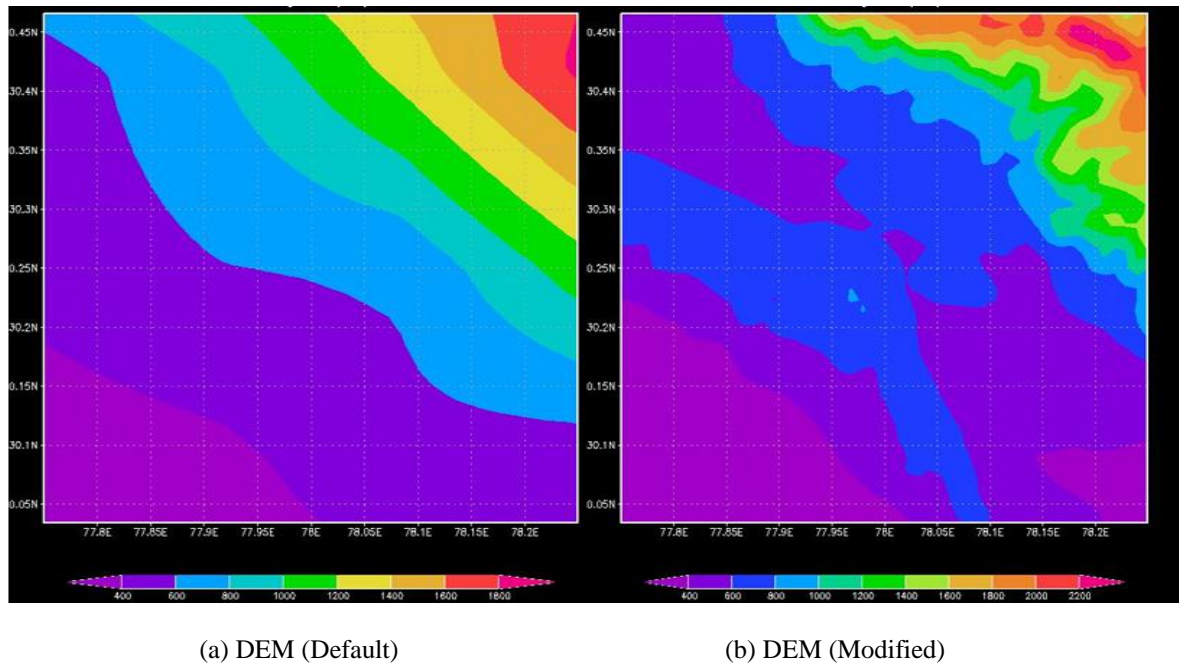 0.45N 0.45N
30.4N 30.4N
0.35N 0.35N
30.3N 30.3N
0.25N 0.25N
30.2N 30.2N
0.15N 0.15N
30.1N 30.1N
0.05N 0.05N
77.8E 77.85E 77.9E 77.95E 78E 78.05E 78.1E 78.15E 78.2E 77.8E 77.85E 77.9E 77.95E 78E 78.05E 78.1E 78.15E 78.2E
400 600 800 1000 1200 1400 1600 1800 400 600 800 1000 1200 1400 1600 1800 2000 2200
(a) DEM (Default) (b) DEM (Modified)